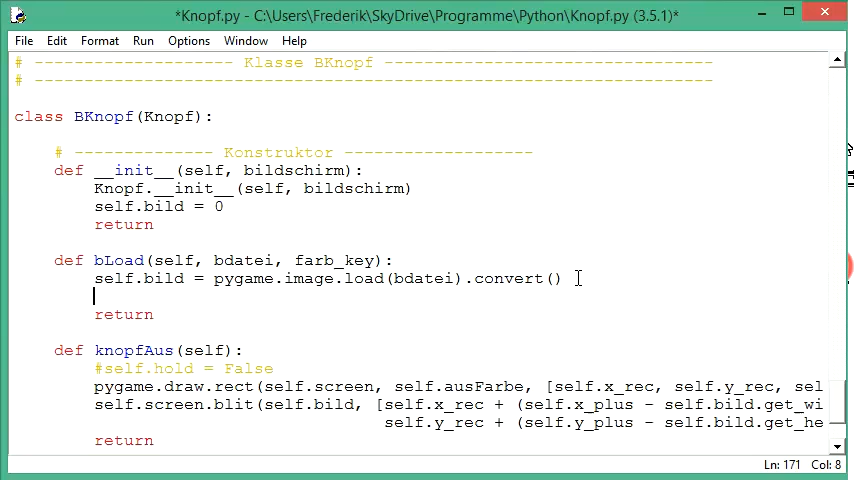 *Knopf.py - C:\Users\Frederik\SkyDrive\Programme\Python\Knopf.py (3.5.1)*
File Edit Format Run Options Window Help
# -------------------- Klasse BKnopf ---------------------------------
# --------------------------------------------------------------------
class BKnopf(Knopf):
# -------------- Konstruktor -------------------
def __init__(self, bildschirm):
Knopf.__init__(self, bildschirm)
self.bild = 0
return
def bLoad(self, bdatei, farb_key):
self.bild = pygame.image.load(bdatei).convert()
return
def knopfAus(self):
#self.hold = False
pygame.draw.rect(self.screen, self.ausFarbe, [self.x_rec, self.y_rec, sel
self.screen.blit(self.bild, [self.x_rec + (self.x_plus - self.bild.get_wi
self.y_rec + (self.y_plus - self.bild.get_he
return
Ln: 171 Col: 8